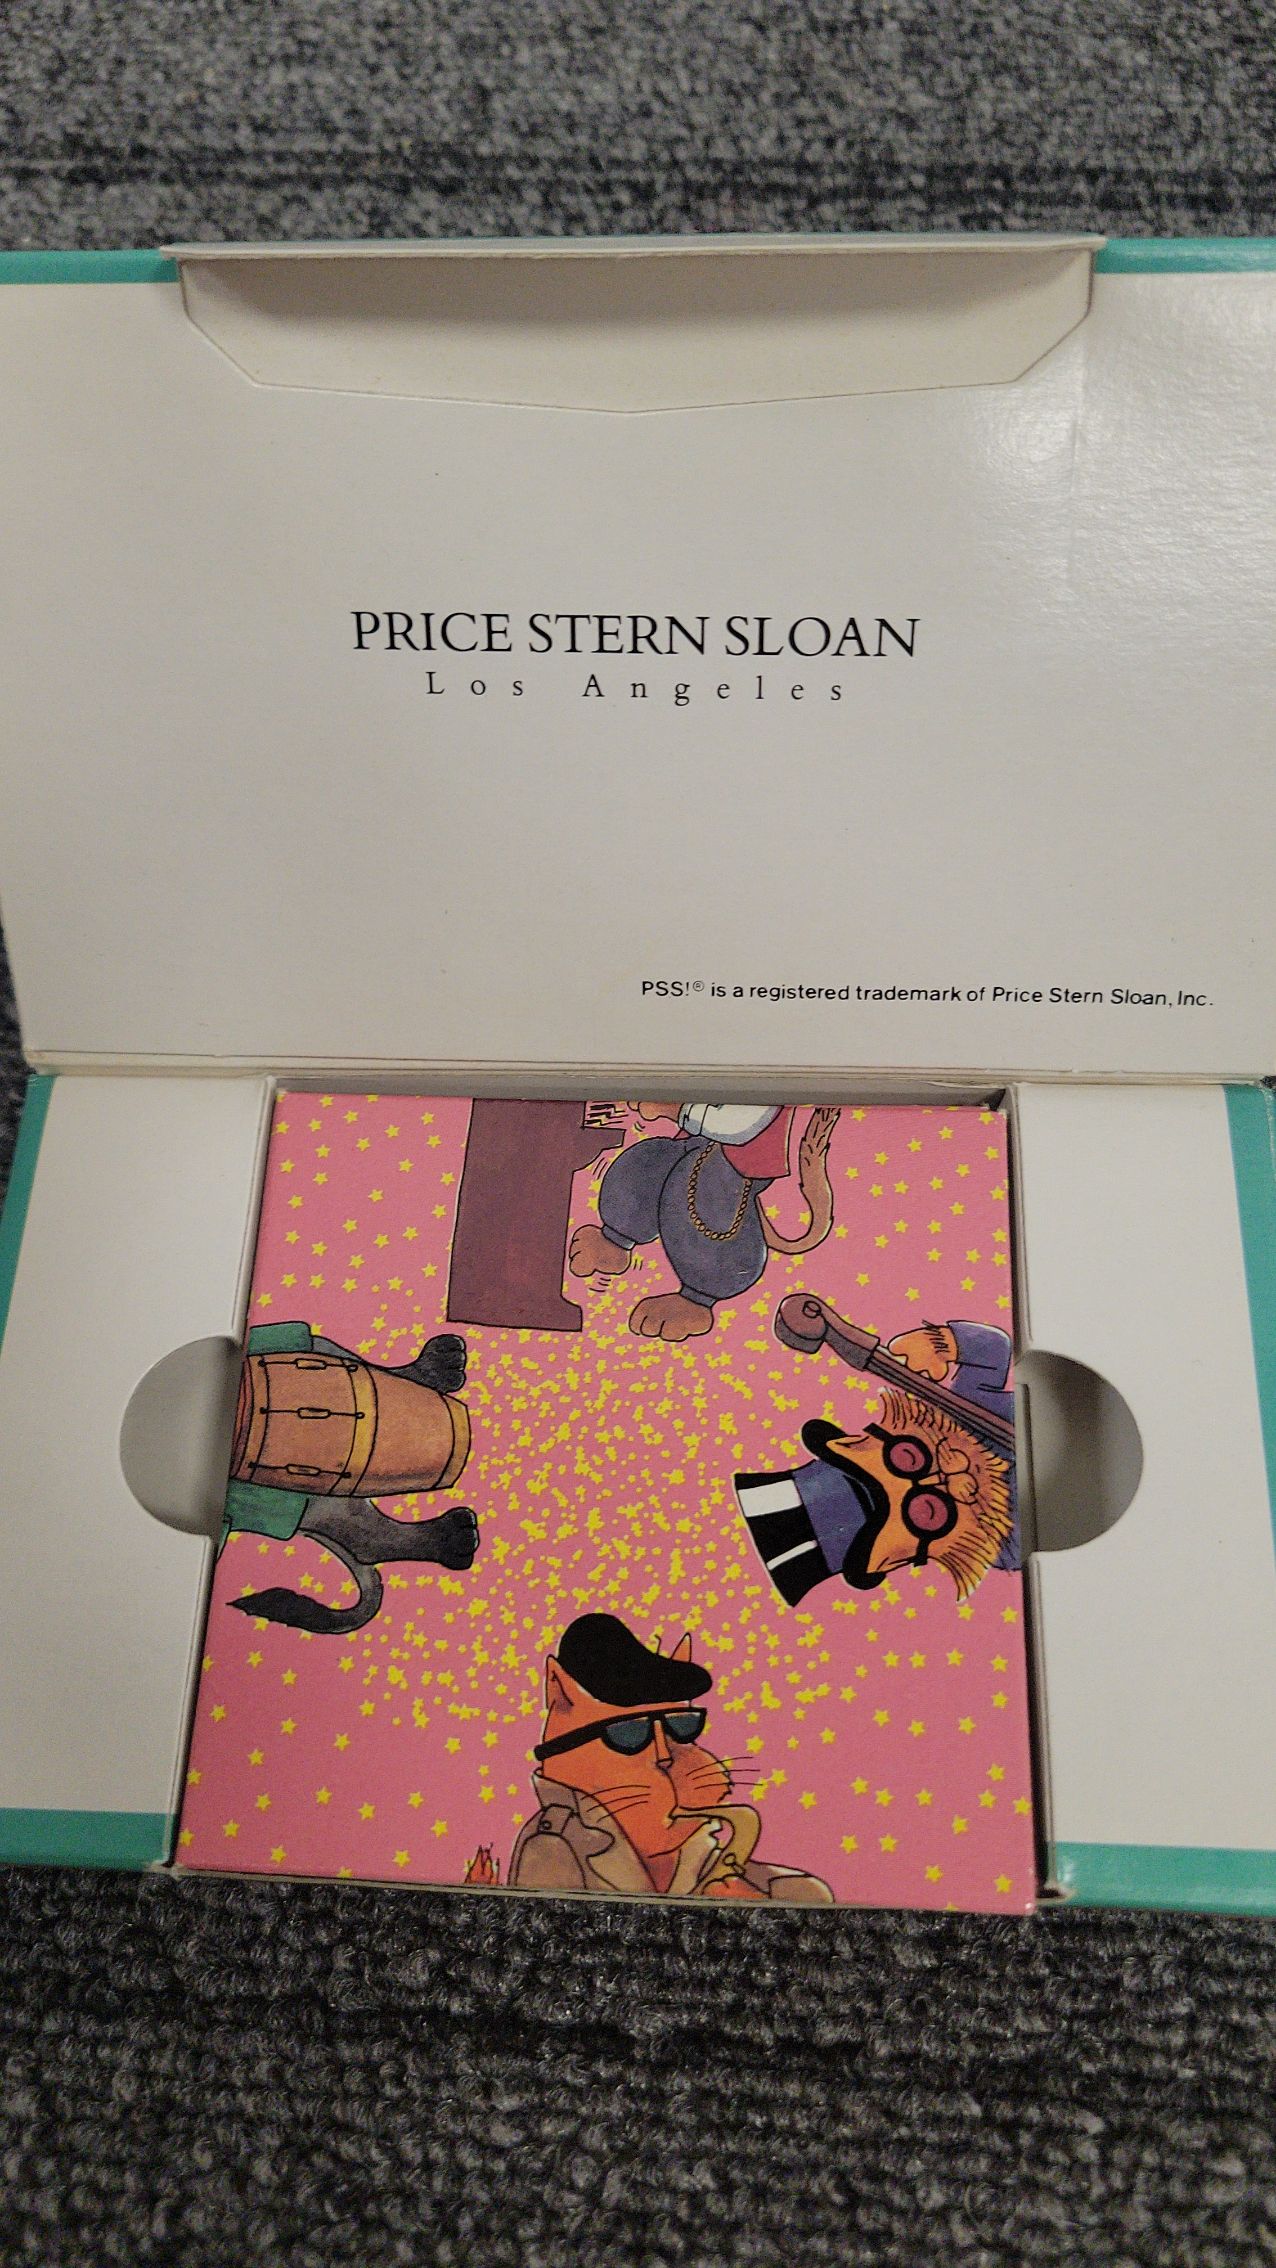 PRICE STERN SLOAN
Los Angeles
PSS!® is a registered trademark of Price Stern Sloan, Inc.